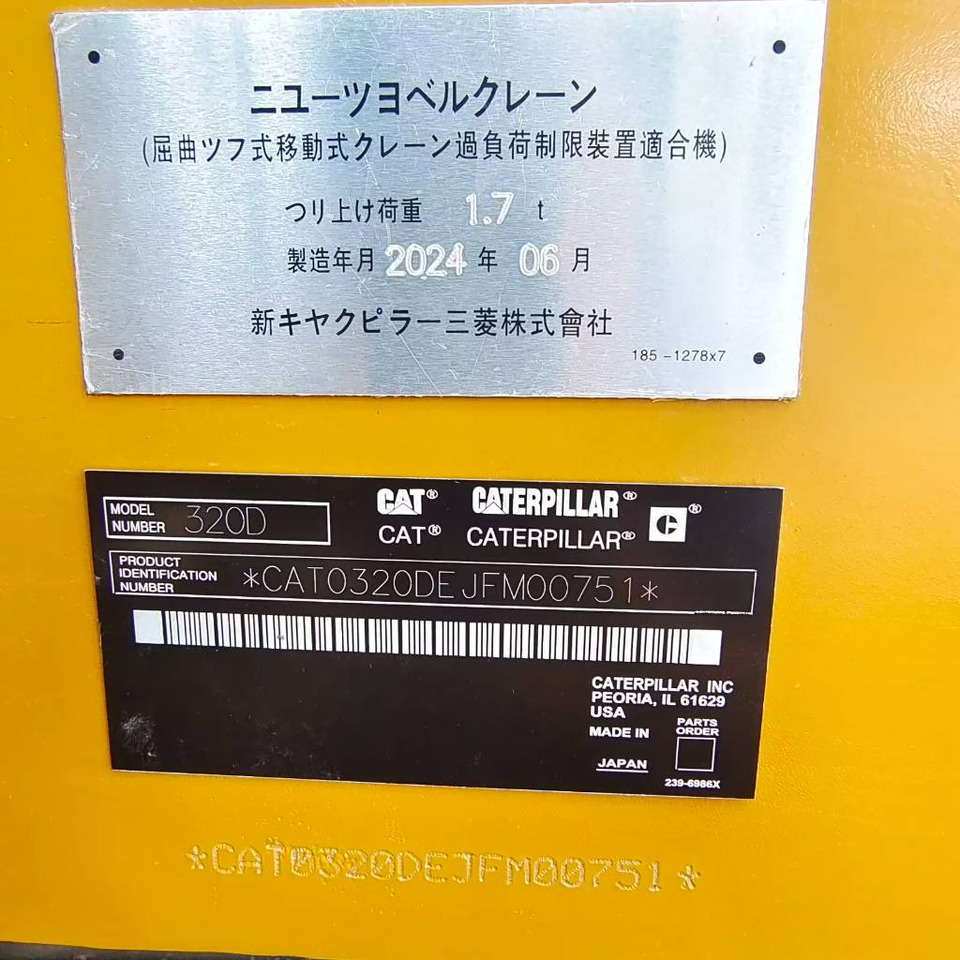 ニユーツヨベルクレーン
(屈曲ツフ式移動式クレーン過負荷制限装置適合機)
つり上け荷重 1.7 t
製造年月 2024 年 06 月
新キヤクピラー三菱株式會社
185 -1278x7
MODEL NUMBER 320D
CAT® CATERPILLAR® C®
CAT® CATERPILLAR®
PRODUCT IDENTIFICATION NUMBER *CAT0320DEJFM00751*
CATERPILLAR INC
PEORIA, IL 61629
USA
MADE IN JAPAN
PARTS ORDER
239-6986X
*CAT0320DEJFM00751*